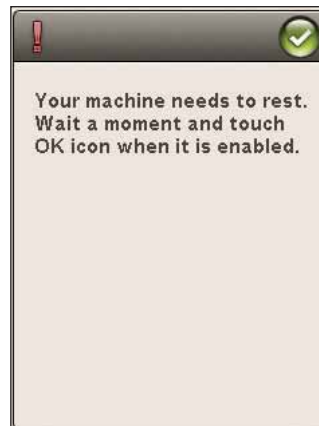 Your machine needs to rest.
Wait a moment and touch
OK icon when it is enabled.